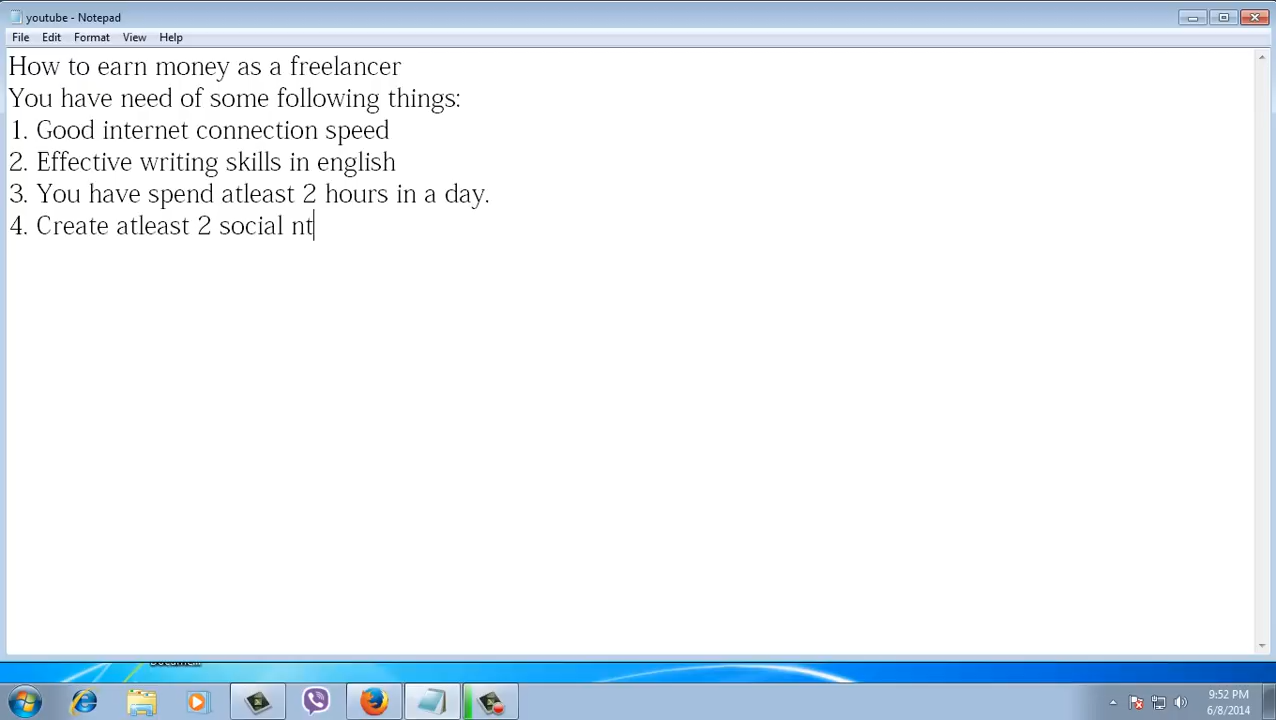 youtube - Notepad
File Edit Format View Help
How to earn money as a freelancer
You have need of some following things:
1. Good internet connection speed
2. Effective writing skills in english
3. You have spend atleast 2 hours in a day.
4. Create atleast 2 social nt
9:52 PM
6/8/2014